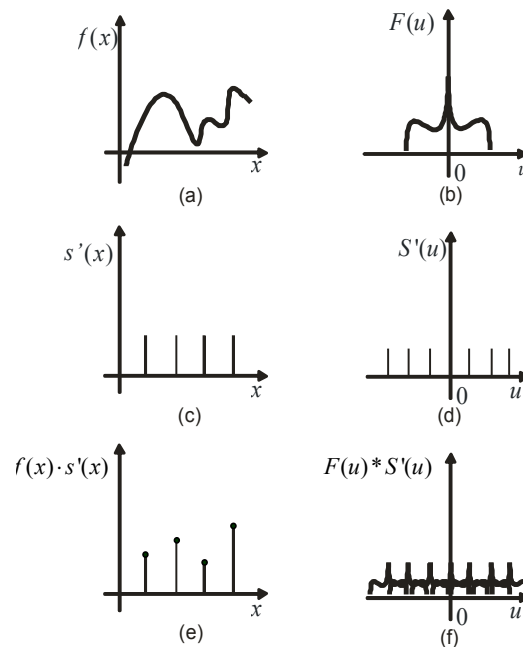 f(x)
F(u)
x
0
u
(a)
(b)
s’(x)
S'(u)
x
0
u
(c)
(d)
f(x)·s'(x)
F(u)*S'(u)
x
0
u
(e)
(f)